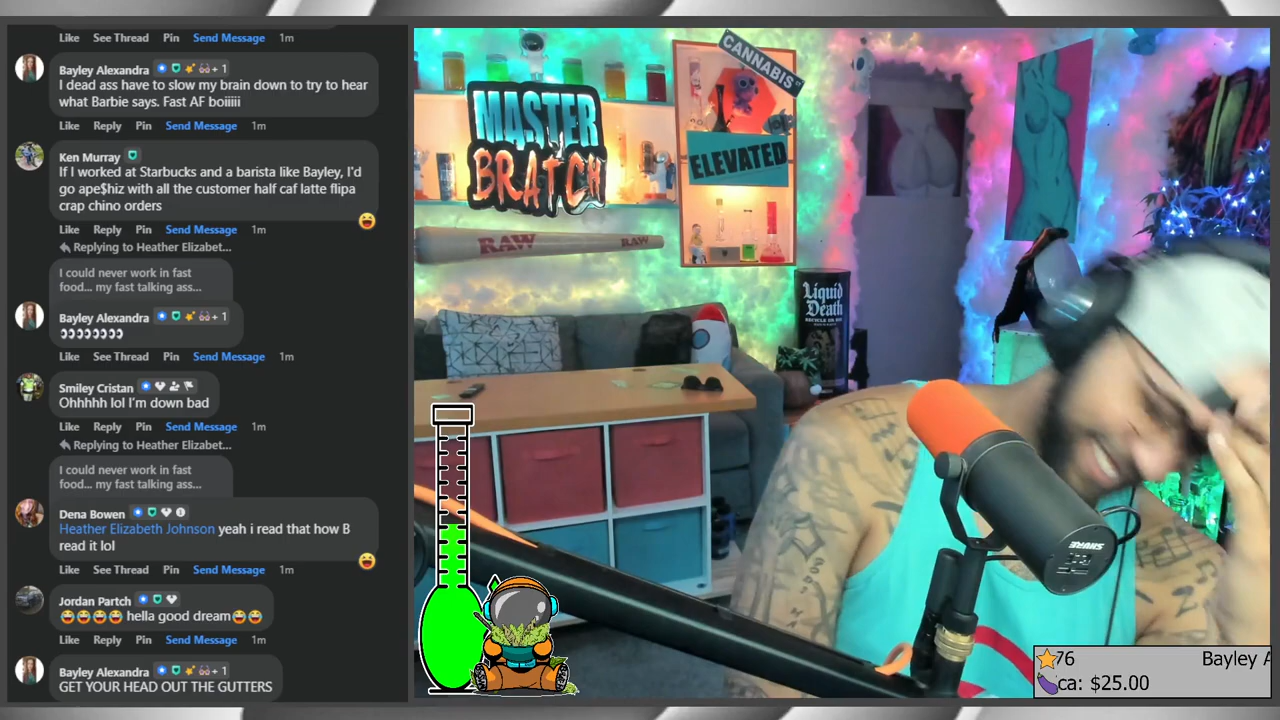 Like See Thread Pin Send Message 1m
Bayley Alexandra + 1
I dead ass have to slow my brain down to try to hear
what Barbie says. Fast AF boiiiii
Like Reply Pin Send Message 1m
Ken Murray
If I worked at Starbucks and a barista like Bayley, I'd
go ape$hiz with all the customer half caf latte flipa
crap chino orders
Like Reply Pin Send Message 1m
Replying to Heather Elizabet...
I could never work in fast
food... my fast talking ass...
Bayley Alexandra + 1
Like See Thread Pin Send Message 1m
Smiley Cristan
Ohhhhh lol I'm down bad
Like Reply Pin Send Message 1m
Replying to Heather Elizabet...
I could never work in fast
food... my fast talking ass...
Dena Bowen
Heather Elizabeth Johnson yeah i read that how B
read it lol
Like Reply Pin Send Message 1m
Jordan Partch
hella good dream
Like Reply Pin Send Message 1m
Bayley Alexandra + 1
GET YOUR HEAD OUT THE GUTTERS
MASTER
BRATCH
CANNABIS
ELEVATED
RAW RAW
Liquid
Death
SHURE
76 Bayley A
ca: $25.00